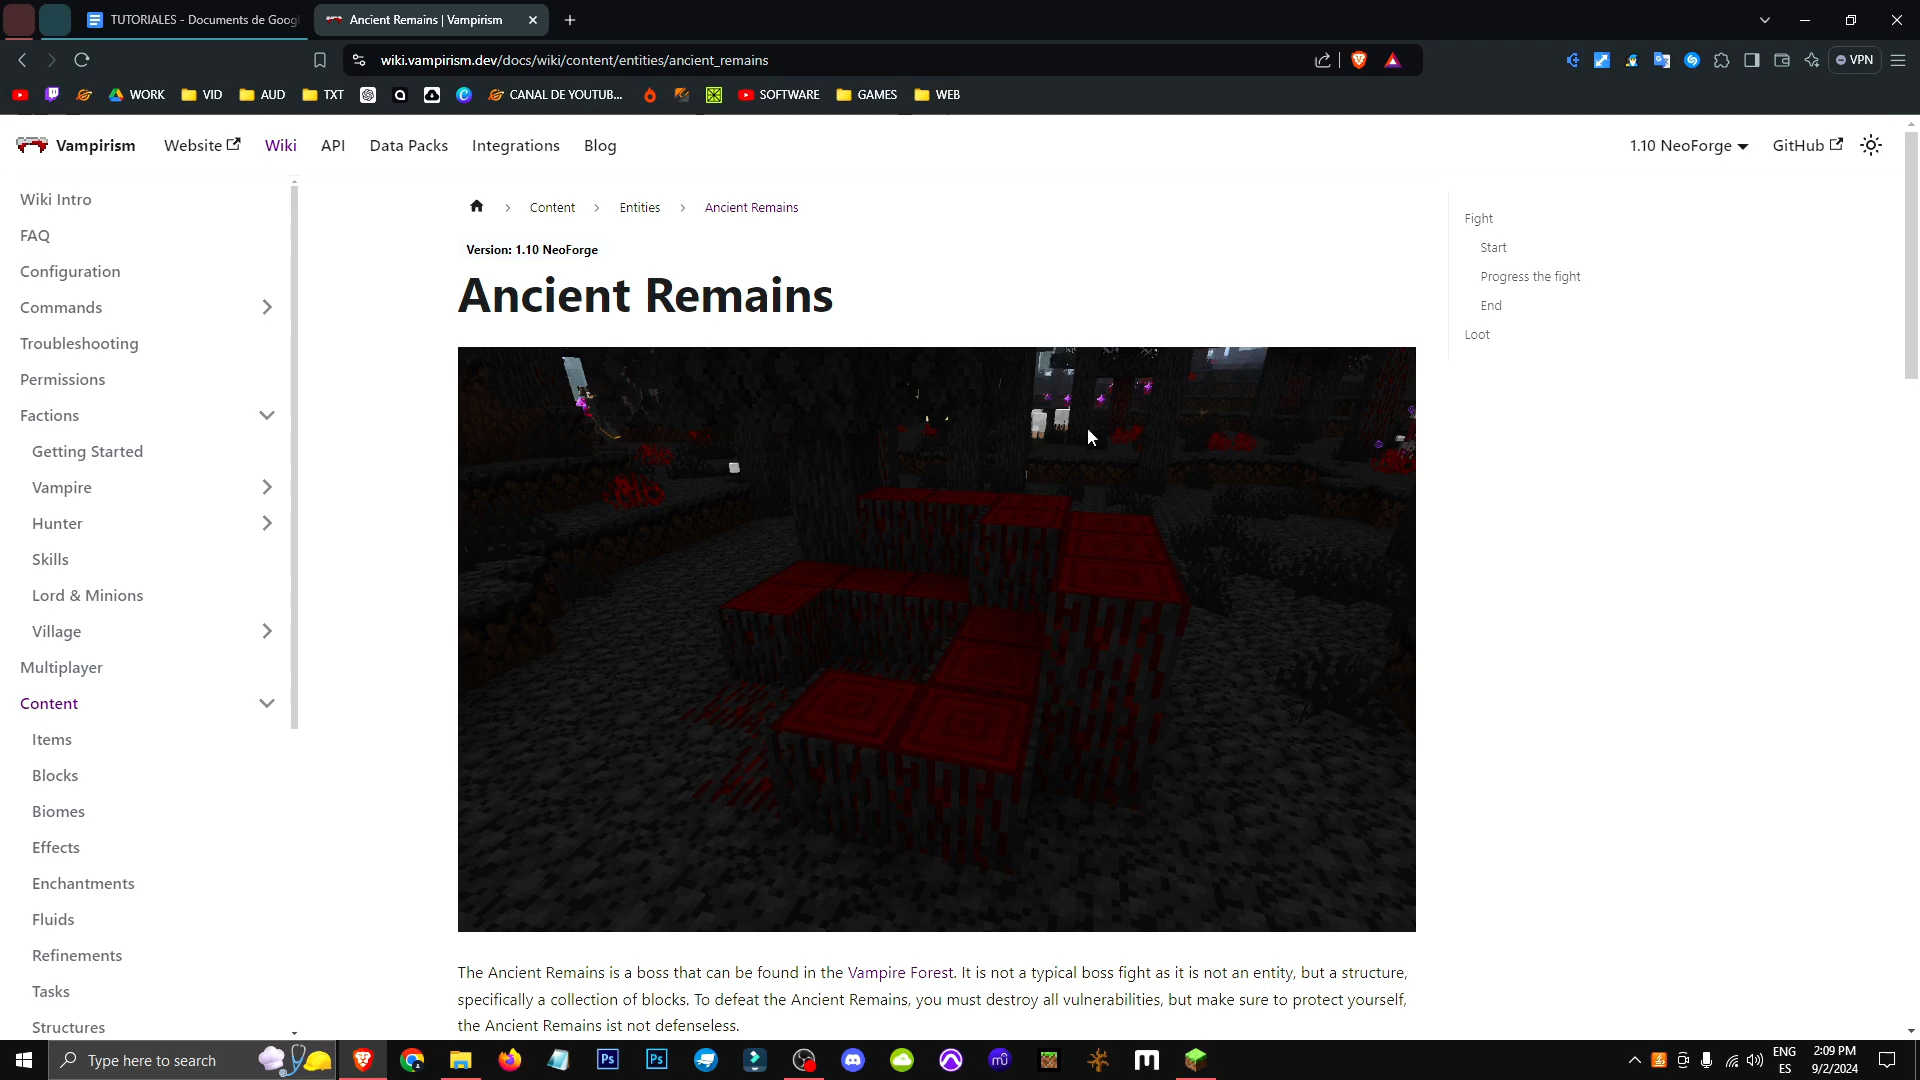 TUTORIALES - Documents de Googl
Ancient Remains | Vampirism
wiki.vampirism.dev/docs/wiki/content/entities/ancient_remains
VPN
WORK
VID
AUD
TXT
CANAL DE YOUTUB...
SOFTWARE
GAMES
WEB
Vampirism
Website
Wiki
API
Data Packs
Integrations
Blog
1.10 NeoForge
GitHub
Wiki Intro
FAQ
Configuration
Commands
Troubleshooting
Permissions
Factions
Getting Started
Vampire
Hunter
Skills
Lord & Minions
Village
Multiplayer
Content
Items
Blocks
Biomes
Effects
Enchantments
Fluids
Refinements
Tasks
Structures
Content
Entities
Ancient Remains
Version: 1.10 NeoForge
Ancient Remains
The Ancient Remains is a boss that can be found in the Vampire Forest. It is not a typical boss fight as it is not an entity, but a structure,
specifically a collection of blocks. To defeat the Ancient Remains, you must destroy all vulnerabilities, but make sure to protect yourself,
the Ancient Remains ist not defenseless.
Fight
Start
Progress the fight
End
Loot
Type here to search
Ps
Ps
ENG
ES
2:09 PM
9/2/2024